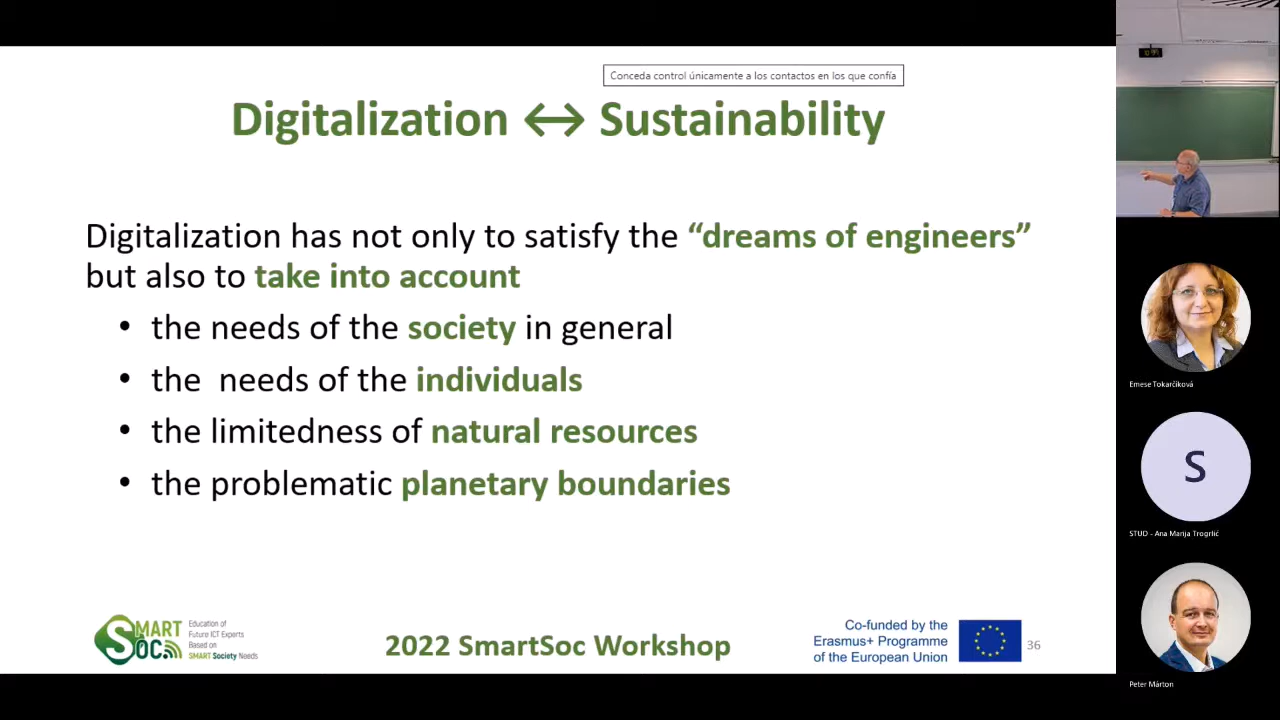 Conceda control únicamente a los contactos en los que confía
Digitalization ↔ Sustainability
Digitalization has not only to satisfy the “dreams of engineers”
but also to take into account
• the needs of the society in general
• the  needs of the individuals
• the limitedness of natural resources
• the problematic planetary boundaries
SMART
SOC
Education of
Future ICT Experts
Based on
SMART Society Needs
2022 SmartSoc Workshop
Co-funded by the
Erasmus+ Programme
of the European Union
36
Emese Tokarčíková
S
STUD - Ana Marija Trogrlić
Peter Márton